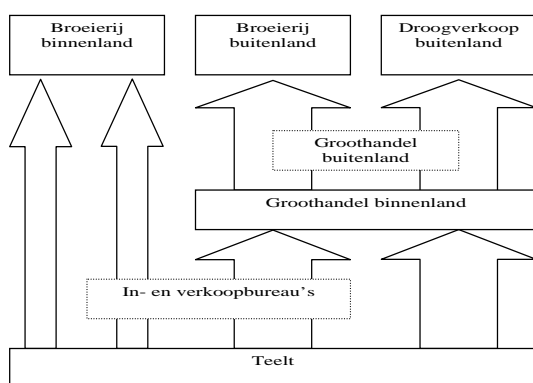 Broeierij
binnenland
Broeierij
buitenland
Droogverkoop
buitenland
Groothandel
buitenland
Groothandel binnenland
In- en verkoopbureau's
Teelt